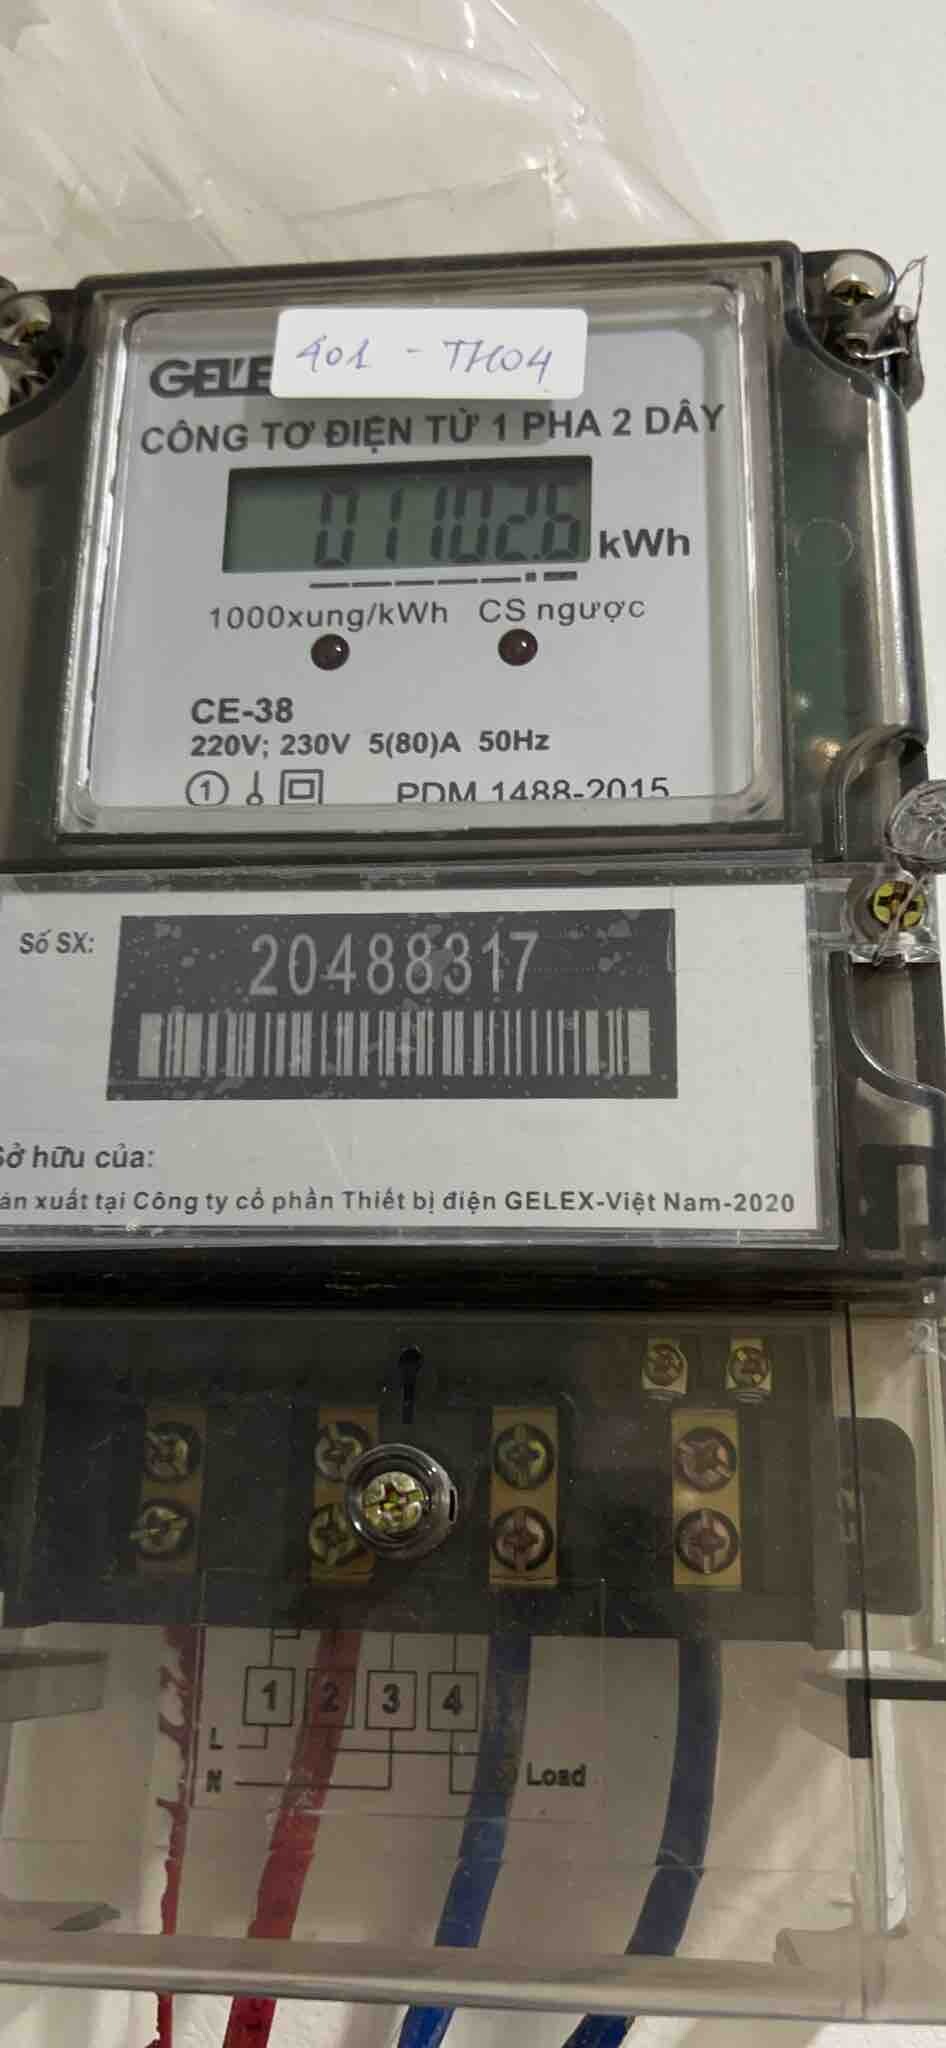 401 - TH04
GELE
CÔNG TƠ ĐIỆN TỬ 1 PHA 2 DÂY
01102.6 kWh
1000xung/kWh CS ngược
CE-38
220V; 230V 5(80)A 50Hz
1 PDM 1488-2015
Số SX: 20488317
Sở hữu của:
ản xuất tại Công ty cổ phần Thiết bị điện GELEX-Việt Nam-2020
1 2 3 4
L
N Load